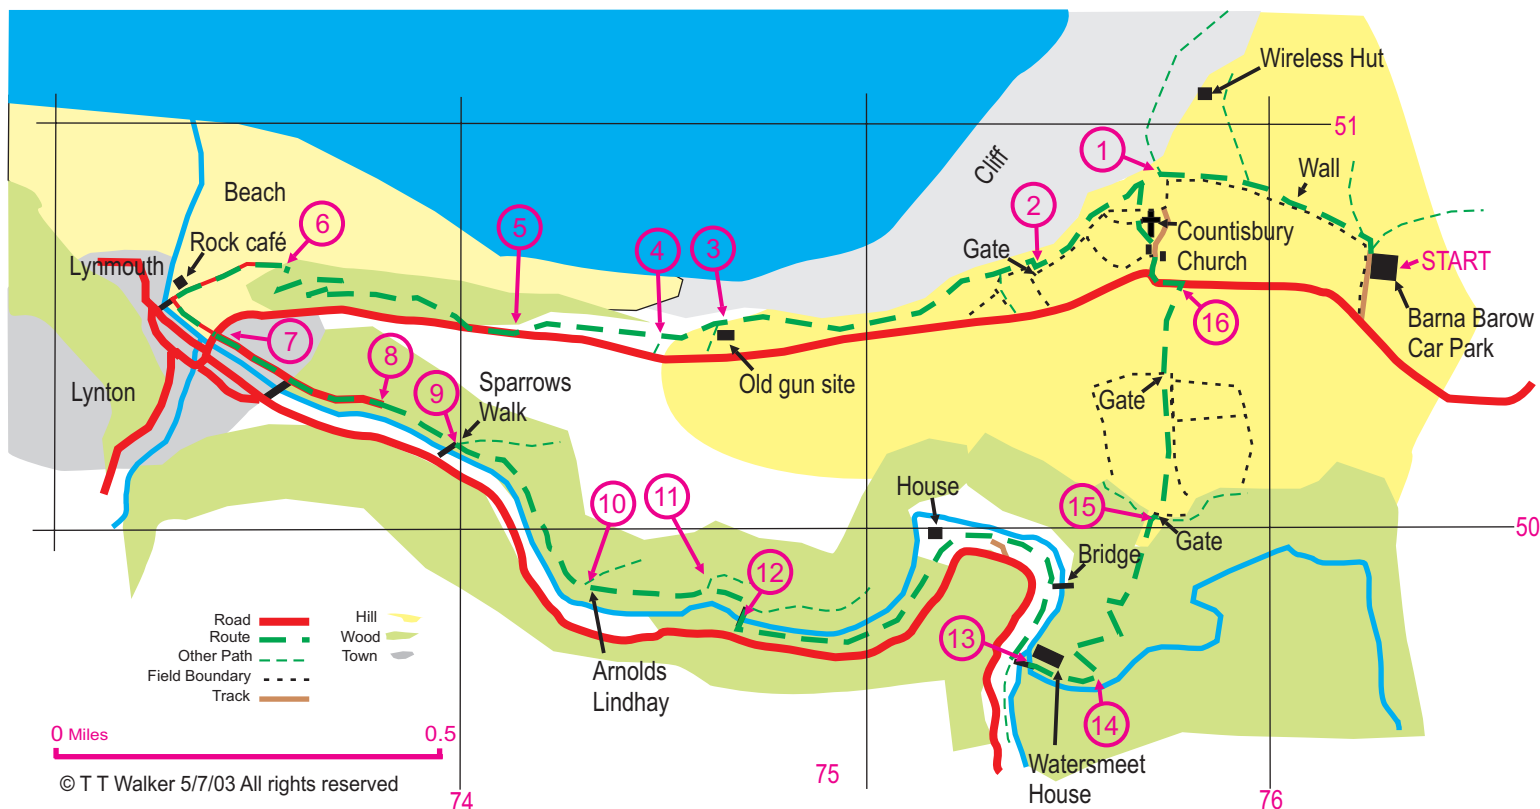 Wireless Hut
51
1
Wall
Cliff
2
Beach
6
5
4
3
Gate
Countisbury
Church
Rock café
Lynmouth
START
16
Barna Barow
Car Park
7
8
Old gun site
Sparrows
Walk
9
Lynton
Gate
House
10
11
15
50
Gate
Bridge
12
Road
Route
Other Path
Field Boundary
Track
Hill
Wood
Town
13
Arnolds
Lindhay
14
0 Miles
0.5
Watersmeet
House
© T T Walker 5/7/03 All rights reserved
75
74
76